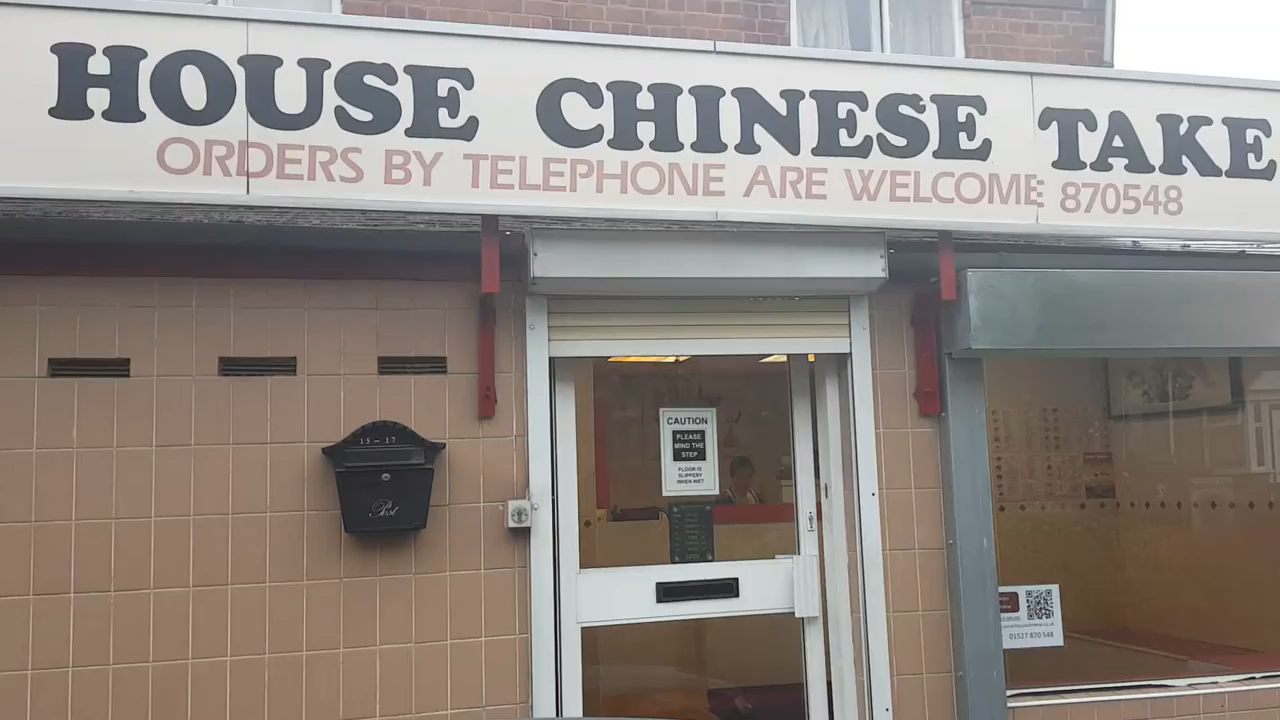 HOUSE CHINESE TAKE
ORDERS BY TELEPHONE ARE WELCOME 870548
15 - 17
Post
CAUTION
PLEASE
MIND THE
STEP
FLOOR IS
SLIPPERY
WHEN WET
OPEN
01527 870 548